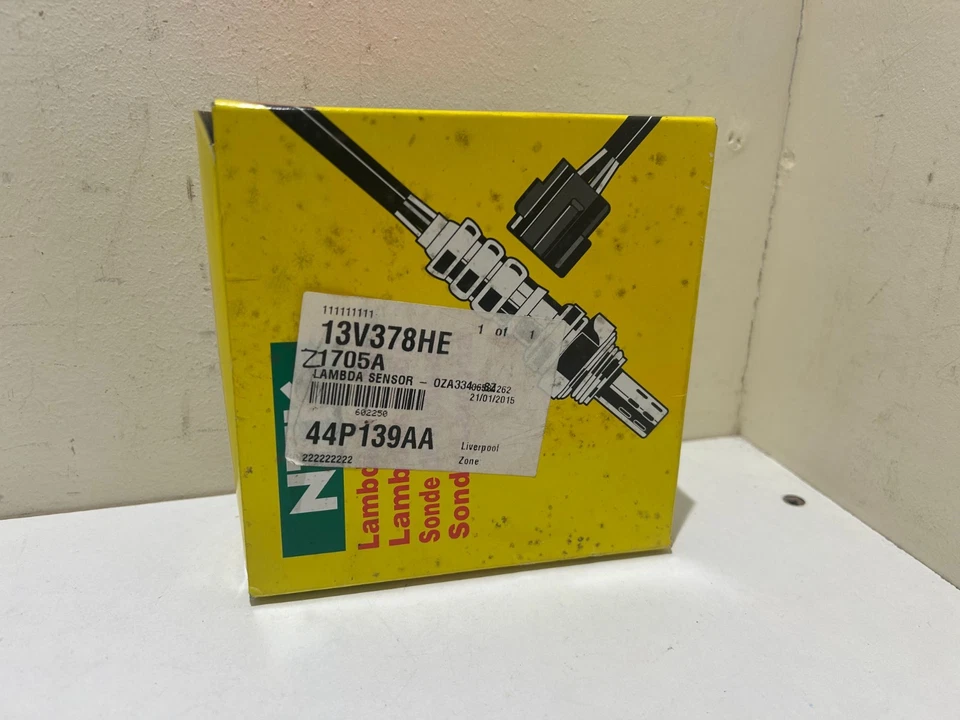 111111111
13V378HE
1 of 1
Z1705A
LAMBDA SENSOR - OZA334
21/01/2015
602250
44P139AA
Liverpool
222222222
Zone
Lambd
Lamb
Sonde
Sond